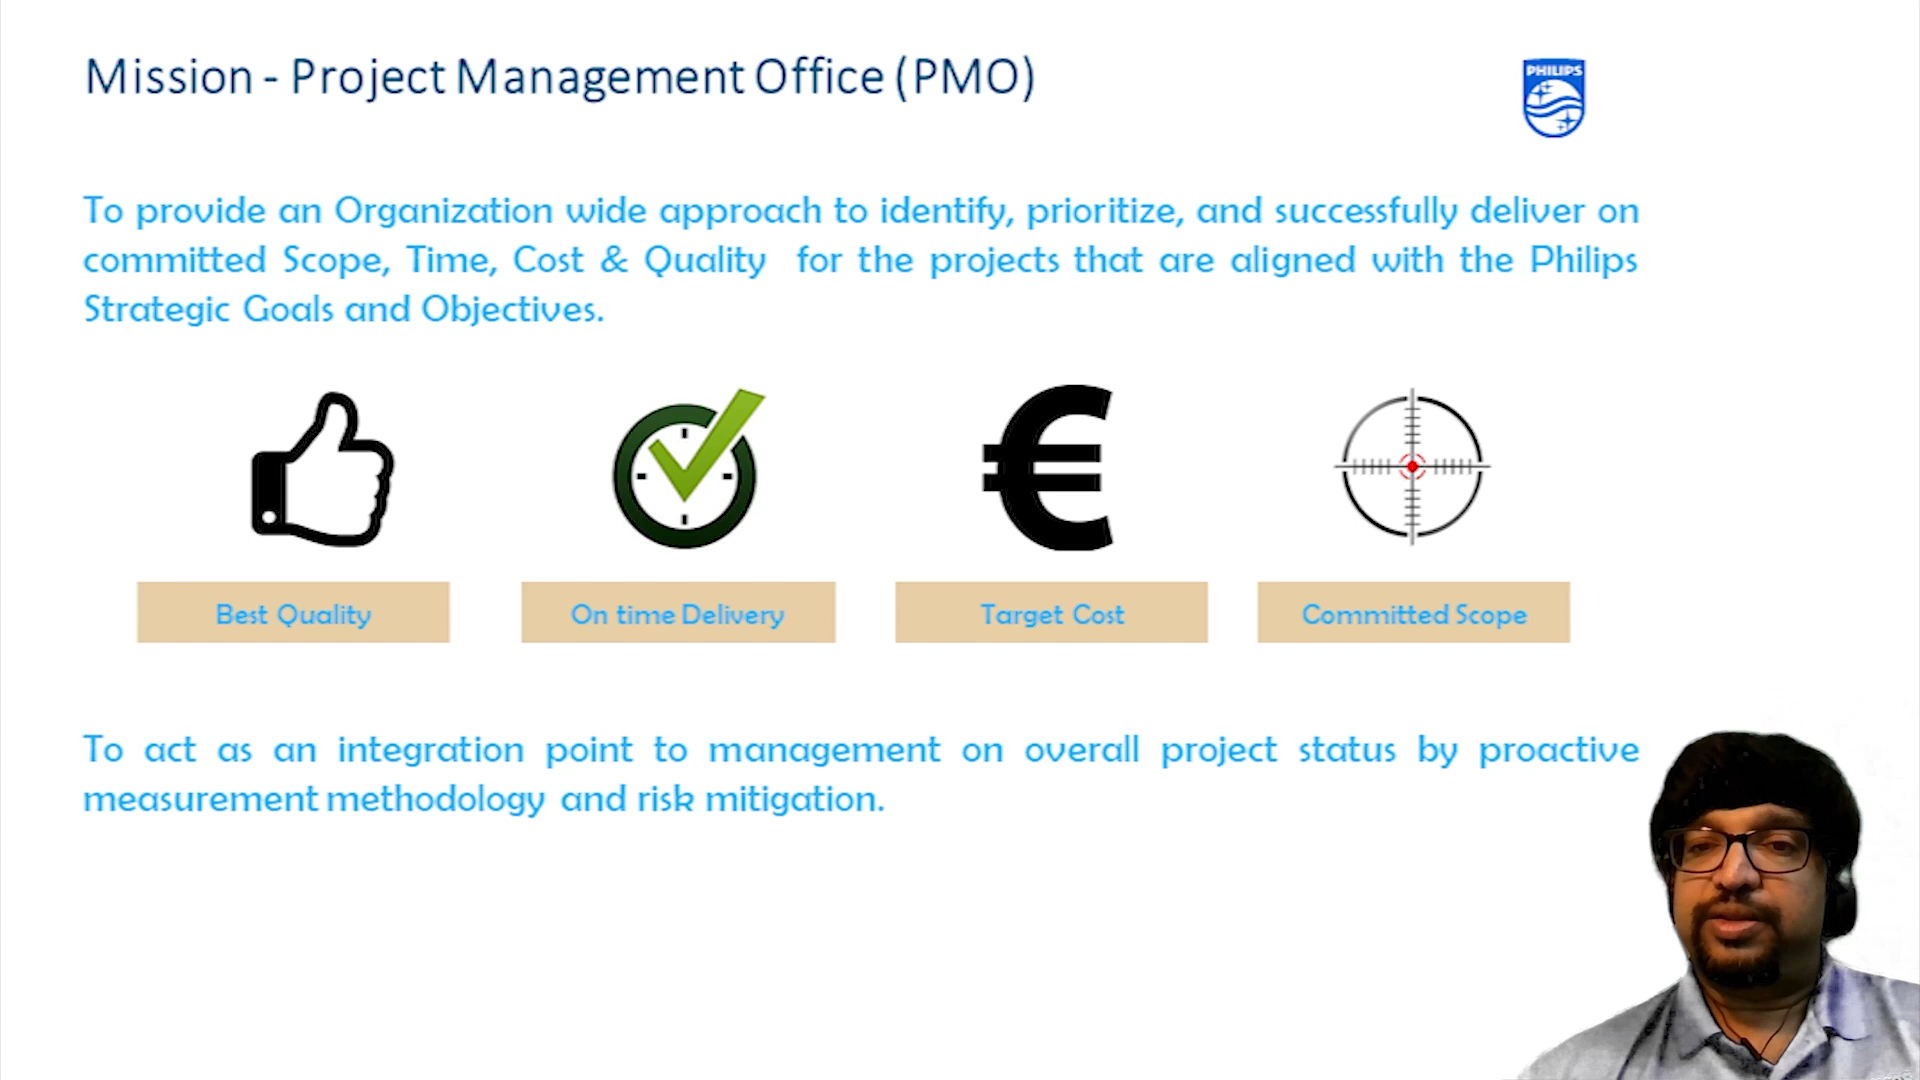 Mission - Project Management Office (PMO)
PHILIPS
To provide an Organization wide approach to identify, prioritize, and successfully deliver on
committed Scope, Time, Cost & Quality for the projects that are aligned with the Philips
Strategic Goals and Objectives.
Best Quality
On time Delivery
Target Cost
Committed Scope
To act as an integration point to management on overall project status by proactive
measurement methodology and risk mitigation.